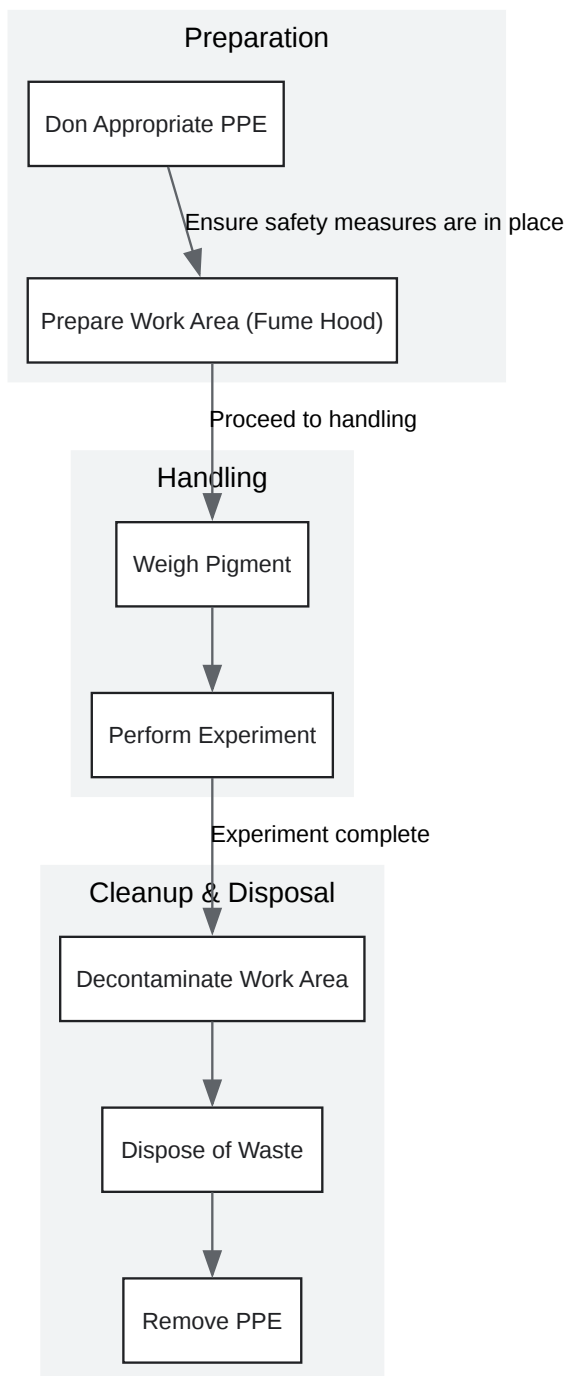 Preparation
Don Appropriate PPE
Ensure safety measures are in place
Prepare Work Area (Fume Hood)
Proceed to handling
Handling
Weigh Pigment
Perform Experiment
Experiment complete
Cleanup & Disposal
Decontaminate Work Area
Dispose of Waste
Remove PPE